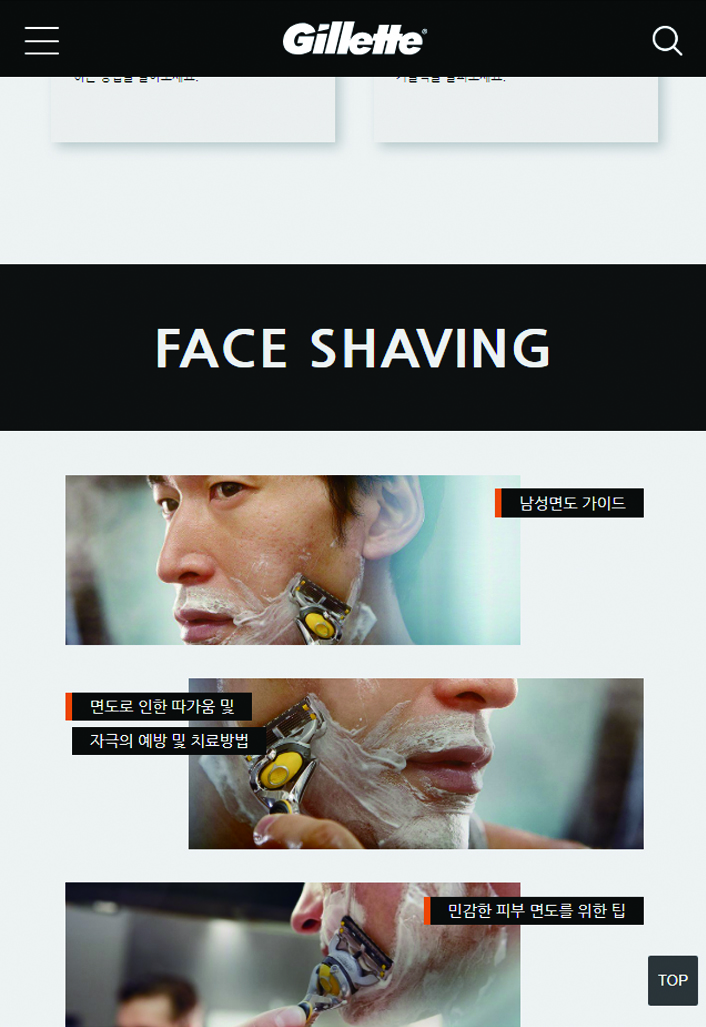 Gillette
FACE SHAVING
남성면도 가이드
면도로 인한 따가움 및
자극의 예방 및 치료방법
민감한 피부 면도를 위한 팁
TOP